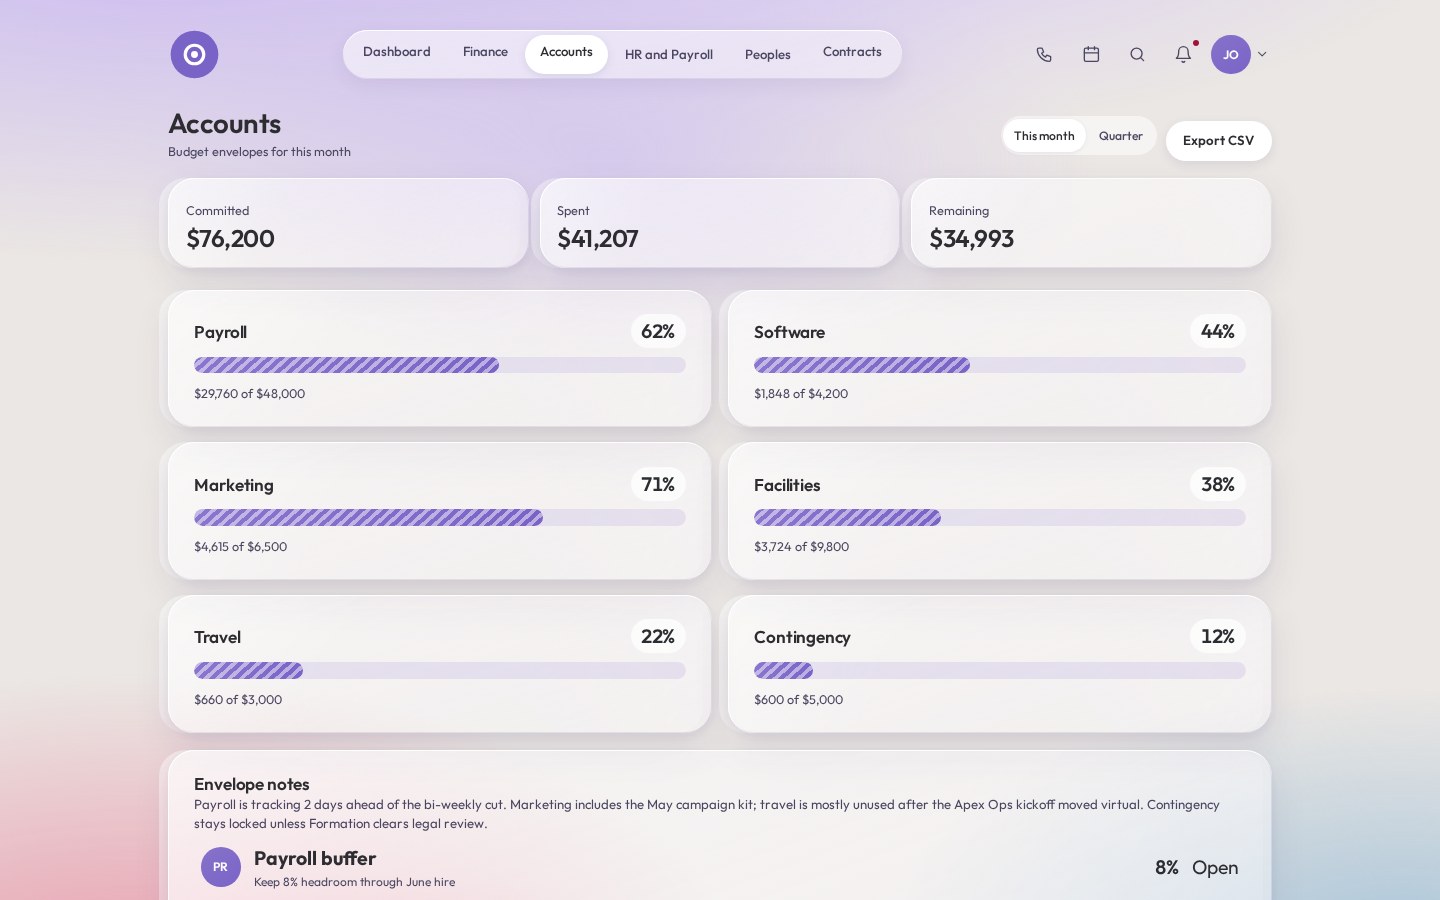 Dashboard Finance Accounts HR and Payroll Peoples Contracts JO
Accounts
Budget envelopes for this month
This month Quarter Export CSV
Committed
$76,200
Spent
$41,207
Remaining
$34,993
Payroll 62%
$29,760 of $48,000
Software 44%
$1,848 of $4,200
Marketing 71%
$4,615 of $6,500
Facilities 38%
$3,724 of $9,800
Travel 22%
$660 of $3,000
Contingency 12%
$600 of $5,000
Envelope notes
Payroll is tracking 2 days ahead of the bi-weekly cut. Marketing includes the May campaign kit; travel is mostly unused after the Apex Ops kickoff moved virtual. Contingency
stays locked unless Formation clears legal review.
PR Payroll buffer 8% Open
Keep 8% headroom through June hire